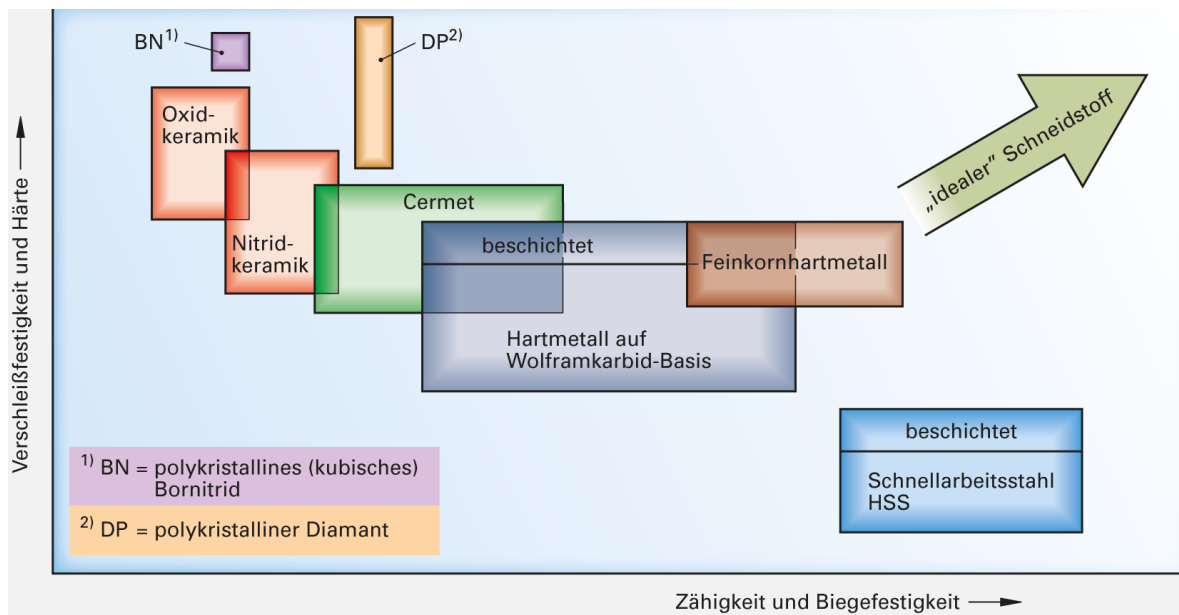 BN¹⁾
DP²⁾
Oxid-
keramik
Nitrid-
keramik
Cermet
beschichtet
Feinkornhartmetall
Hartmetall auf
Wolframkarbid-Basis
„idealer” Schneidstoff
beschichtet
Schnellarbeitsstahl
HSS
¹⁾ BN = polykristallines (kubisches)
Bornitrid
²⁾ DP = polykristalliner Diamant
Verschleißfestigkeit und Härte
Zähigkeit und Biegefestigkeit